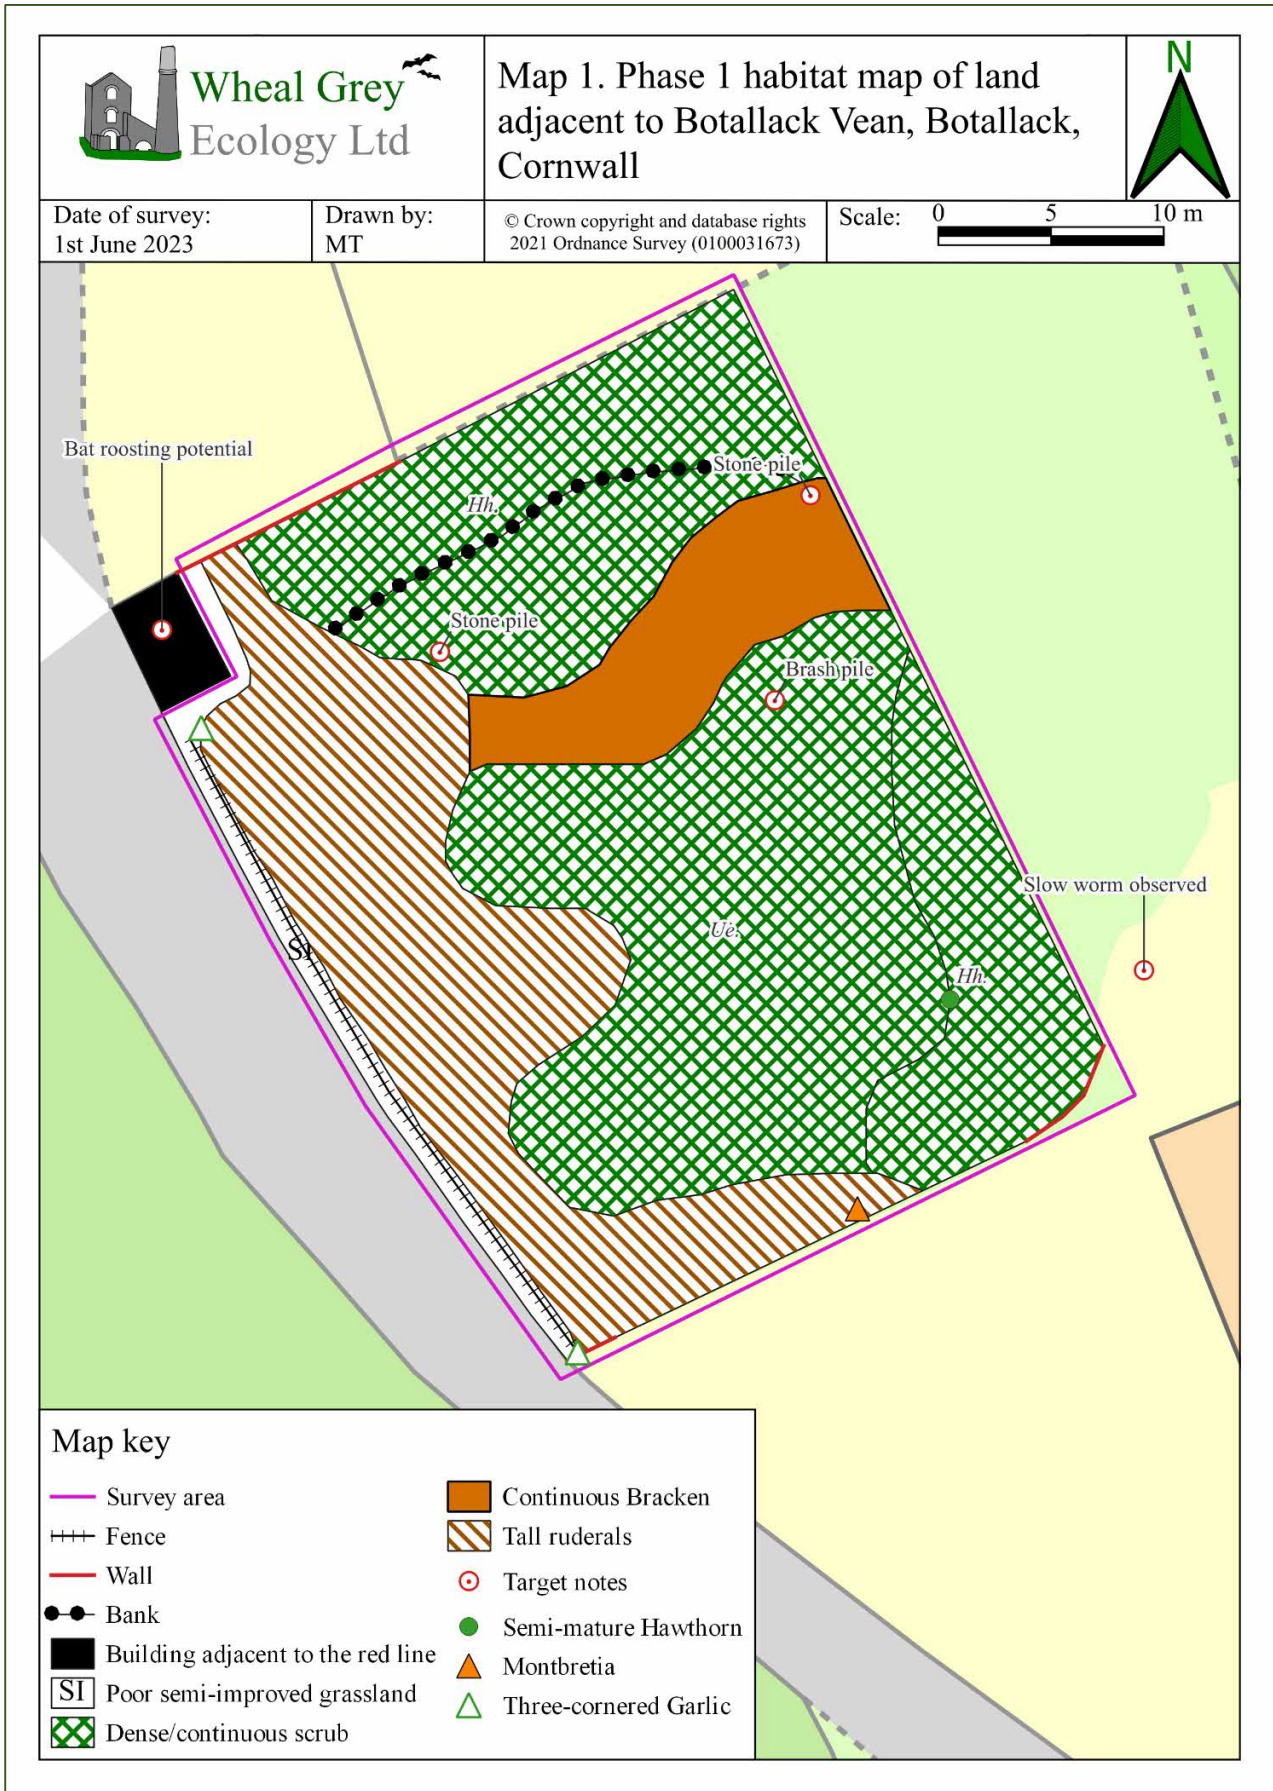 Wheal Grey
Ecology Ltd
Map 1. Phase 1 habitat map of land
adjacent to Botallack Vean, Botallack,
Cornwall
N
Date of survey:
1st June 2023
Drawn by:
MT
© Crown copyright and database rights
2021 Ordnance Survey (0100031673)
Scale:
0 5 10 m
Bat roosting potential
Stone pile
Hh.
Stone pile
Brash pile
Slow worm observed
Ue.
SI
Hh.
Map key
Survey area
Fence
Wall
Bank
Building adjacent to the red line
SI Poor semi-improved grassland
Dense/continuous scrub
Continuous Bracken
Tall ruderals
Target notes
Semi-mature Hawthorn
Montbretia
Three-cornered Garlic